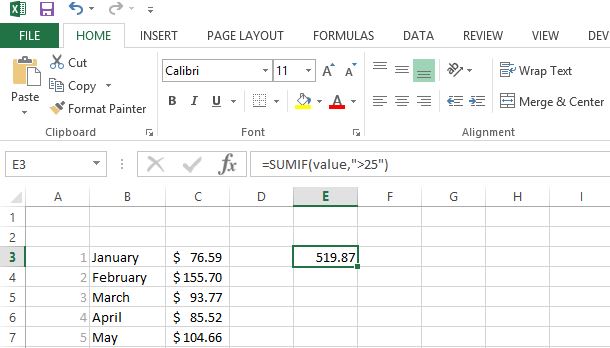 FILE HOME INSERT PAGE LAYOUT FORMULAS DATA REVIEW VIEW DEV
Cut
Calibri 11 A A Wrap Text
Copy
Paste
Format Painter B I U A Merge & Center
Clipboard Font Alignment
E3 fx =SUMIF(value,">25")
A B C D E F G H I
1
2
3 1 January $ 76.59 519.87
4 2 February $ 155.70
5 3 March $ 93.77
6 4 April $ 85.52
7 5 May $ 104.66